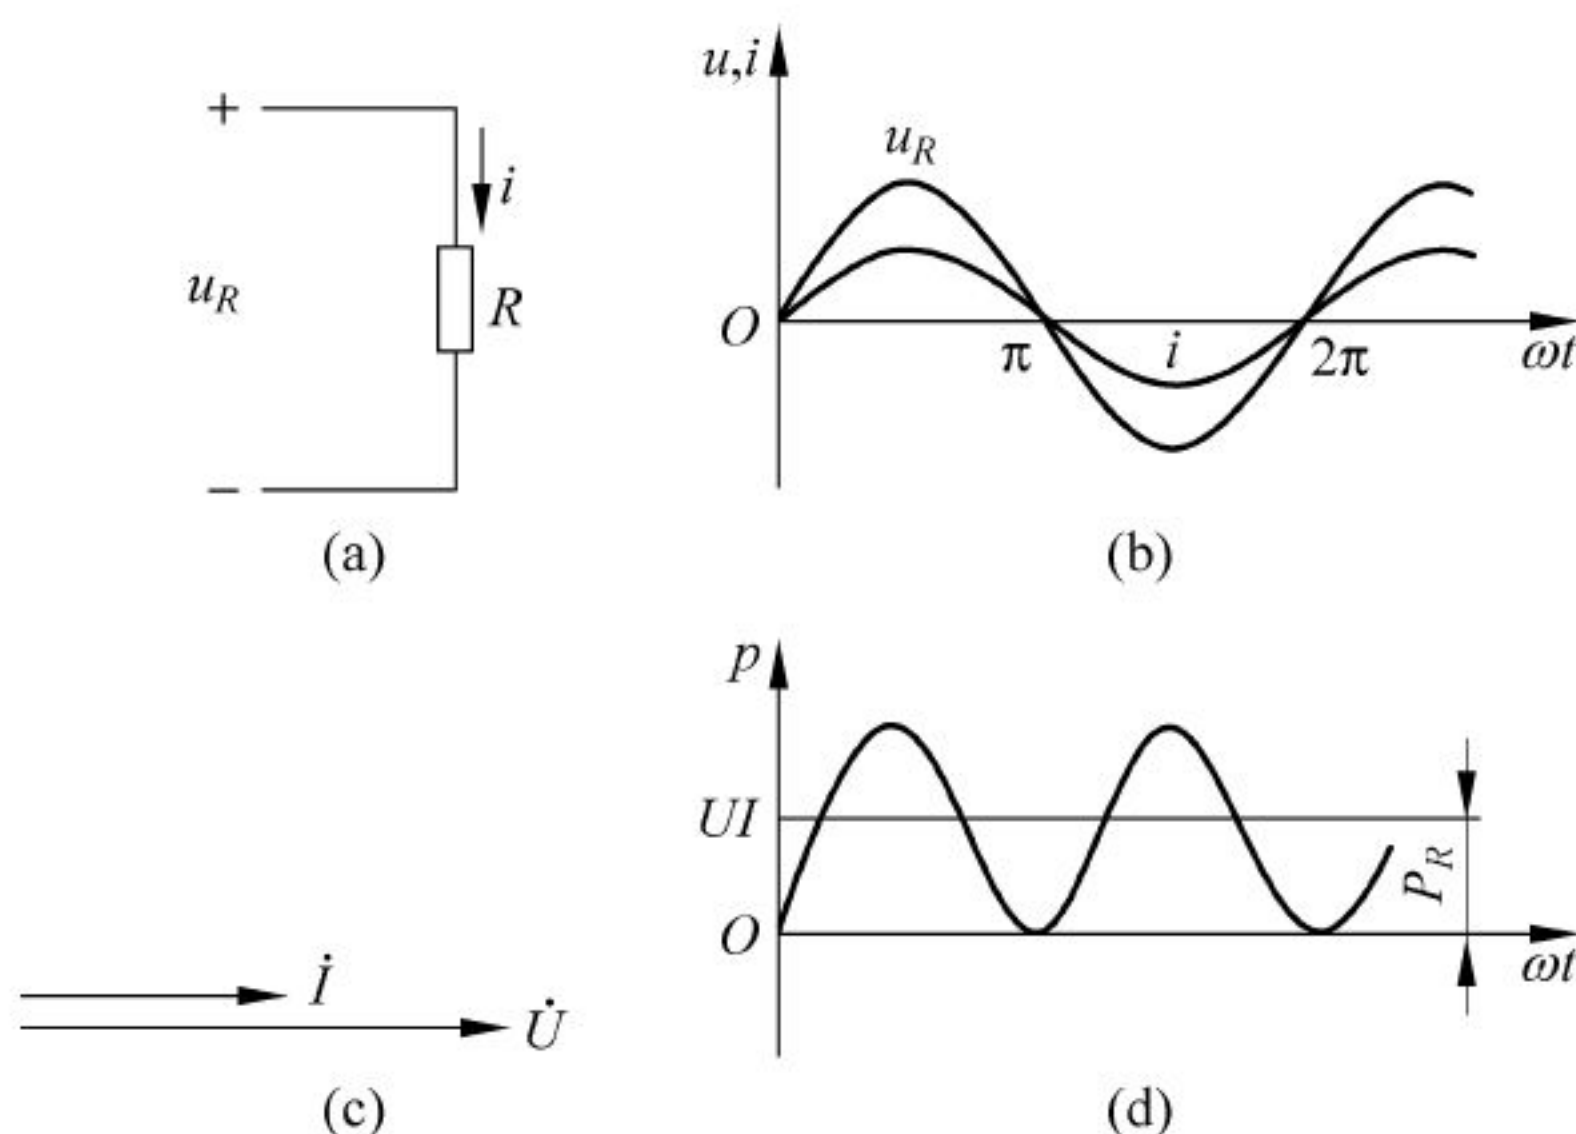 +
i
u_R
R
−
(a)
u,i
u_R
O
π
i
2π
ωt
(b)
İ
U̇
(c)
p
UI
P_R
O
ωt
(d)